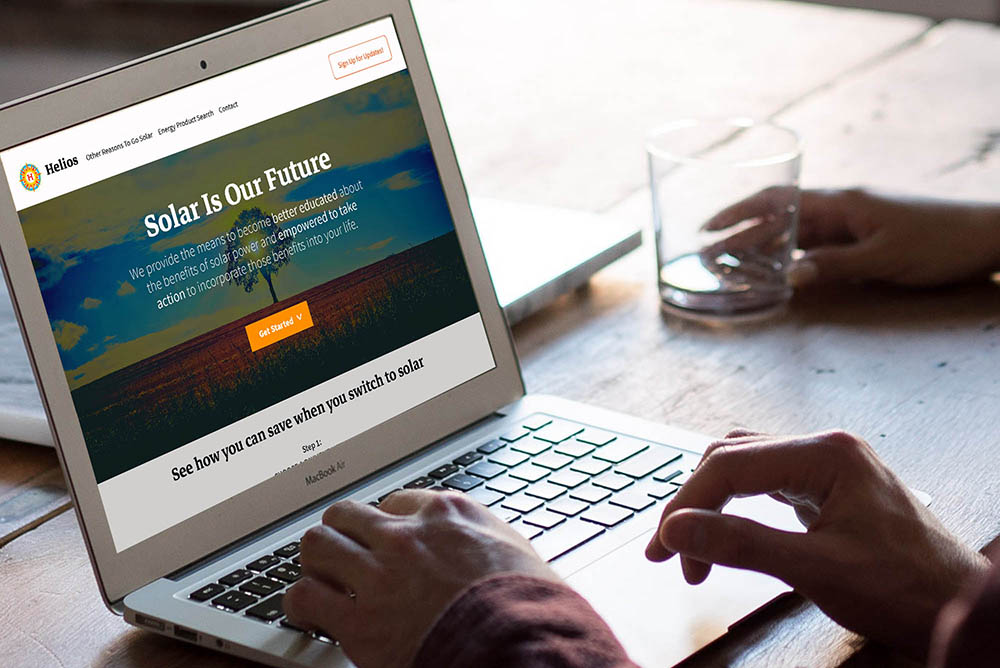 Sign Up for Updates!
Helios
Other Reasons To Go Solar
Energy Product Search
Contact
Solar Is Our Future
We provide the means to become better educated about
the benefits of solar power and empowered to take
action to incorporate those benefits into your life.
Get Started
See how you can save when you switch to solar
Step 1:
MacBook Air